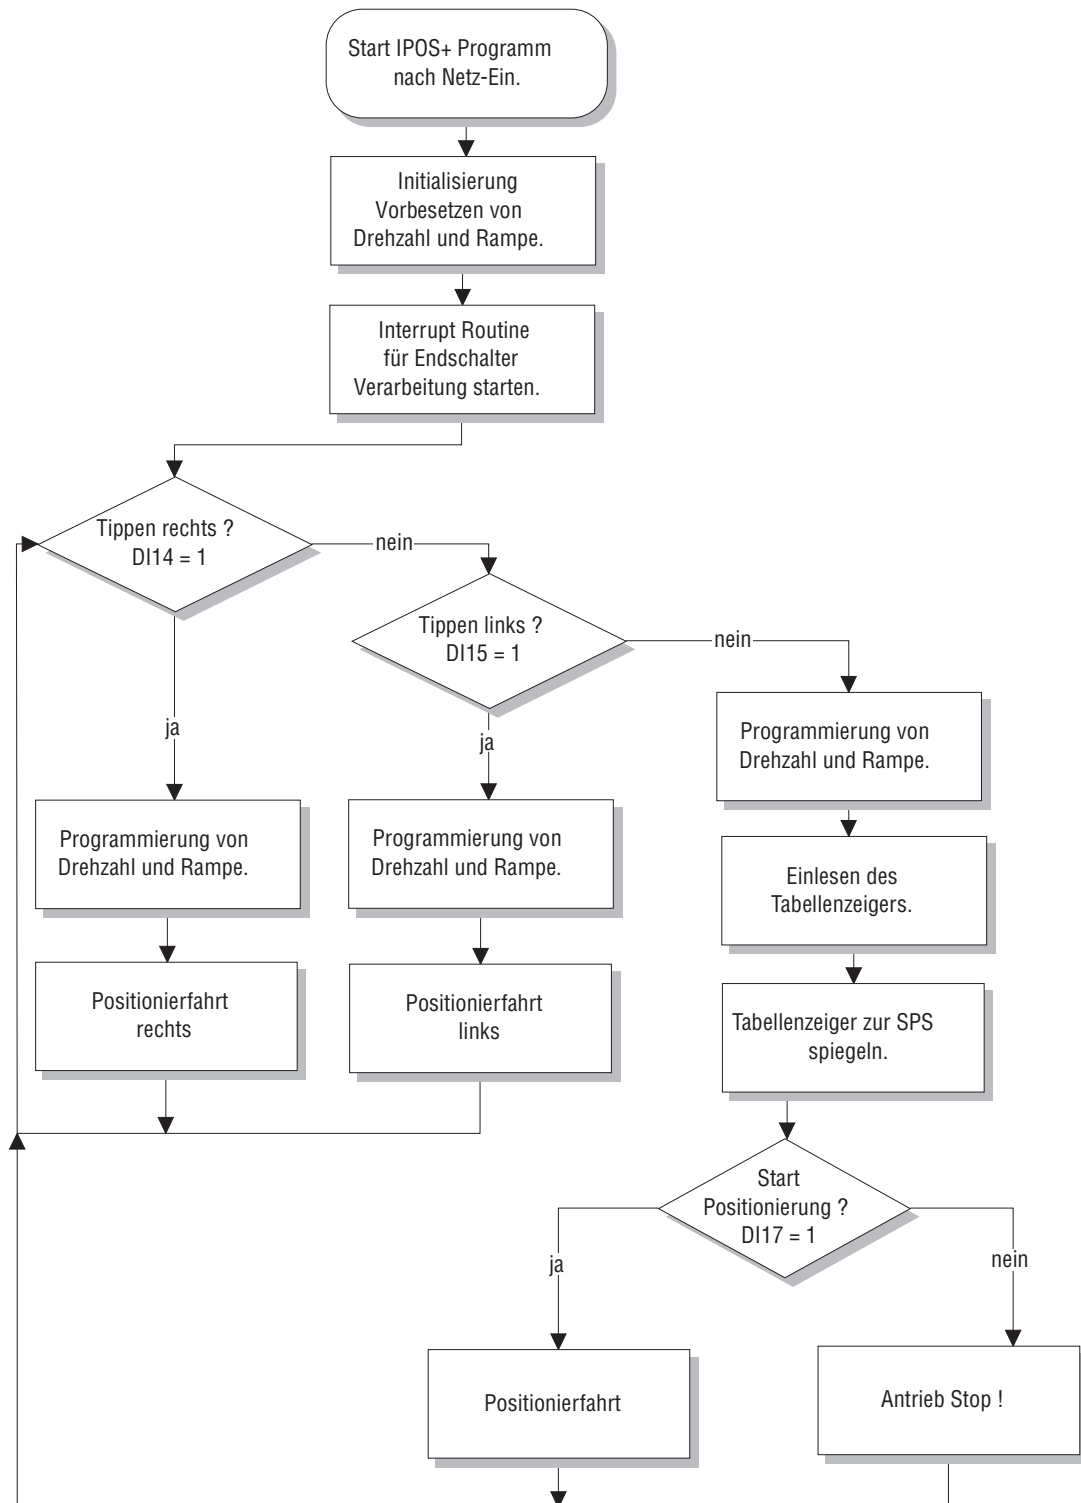 Start IPOS+ Programm
nach Netz-Ein.
Initialisierung
Vorbesetzen von
Drehzahl und Rampe.
Interrupt Routine
für Endschalter
Verarbeitung starten.
Tippen rechts ?
DI14 = 1
nein
Tippen links ?
DI15 = 1
nein
ja
ja
Programmierung von
Drehzahl und Rampe.
Programmierung von
Drehzahl und Rampe.
Programmierung von
Drehzahl und Rampe.
Einlesen des
Tabellenzeigers.
Positionierfahrt
rechts
Positionierfahrt
links
Tabellenzeiger zur SPS
spiegeln.
Start
Positionierung ?
DI17 = 1
ja
nein
Positionierfahrt
Antrieb Stop !